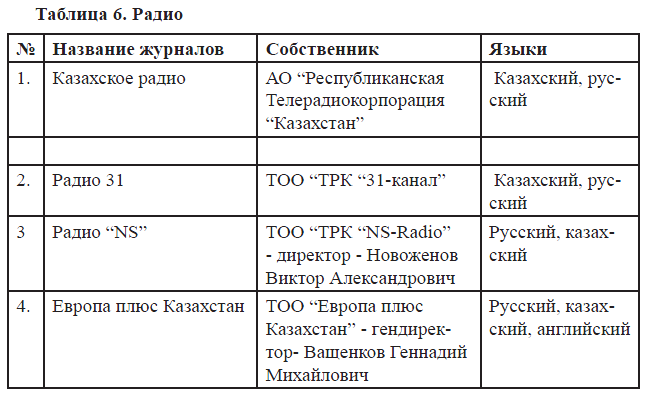 Таблица 6. Радио
№ Название журналов Собственник Языки
1. Казахское радио АО “Республиканская Телерадиокорпорация “Казахстан” Казахский, рус-
ский
2. Радио 31 ТОО “ТРК “31-канал” Казахский, рус-
ский
3 Радио “NS” ТОО “ТРК “NS-Radio” Русский, казах-
- директор - Новоженов ский
Виктор Александрович
4. Европа плюс Казахстан ТОО “Европа плюс Русский, казах-
Казахстан” - гендирек- ский, английский
тор- Ващенков Геннадий
Михайлович